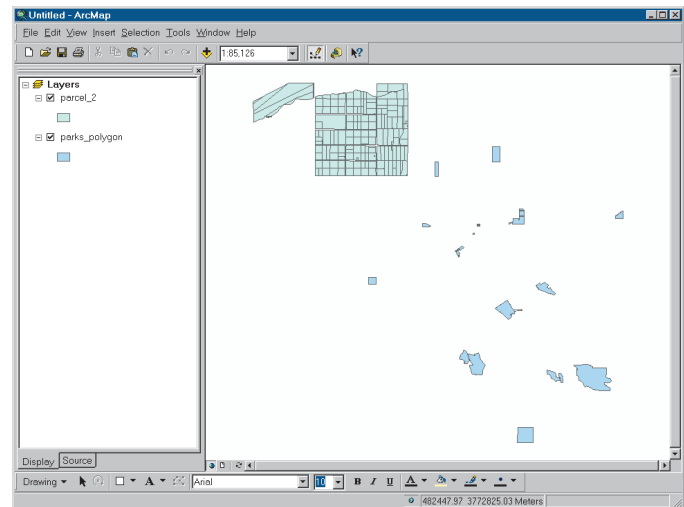 Untitled - ArcMap
File Edit View Insert Selection Tools Window Help
1:85,126
Layers
parcel_2
parks_polygon
Display Source
Drawing A Arial 10 B I U A
482447.97 3772825.03 Meters